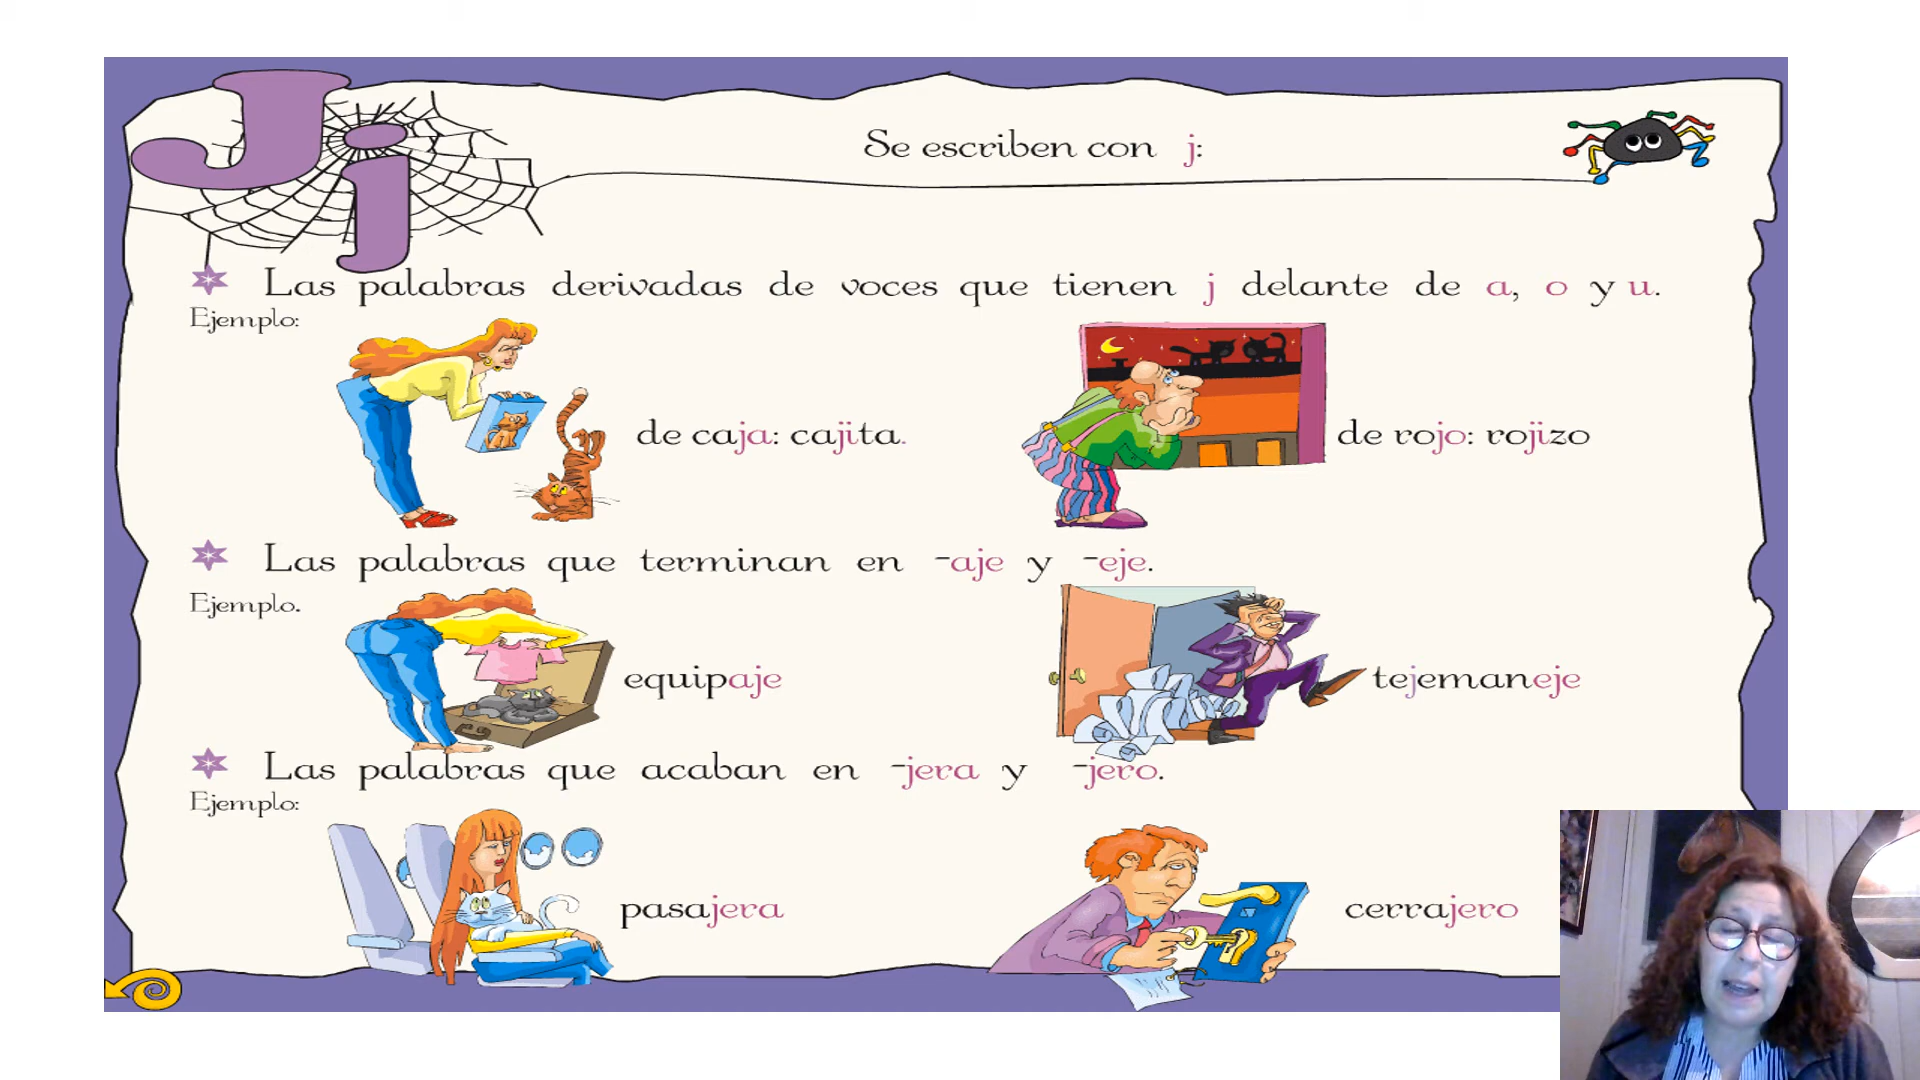 Jj
Se escriben con j:
Las palabras derivadas de voces que tienen j delante de a, o y u.
Ejemplo:
de caja: cajita.
de rojo: rojizo
Las palabras que terminan en -aje y -eje.
Ejemplo.
equipaje
tejemaneje
Las palabras que acaban en -jera y -jero.
Ejemplo:
pasajera
cerrajero